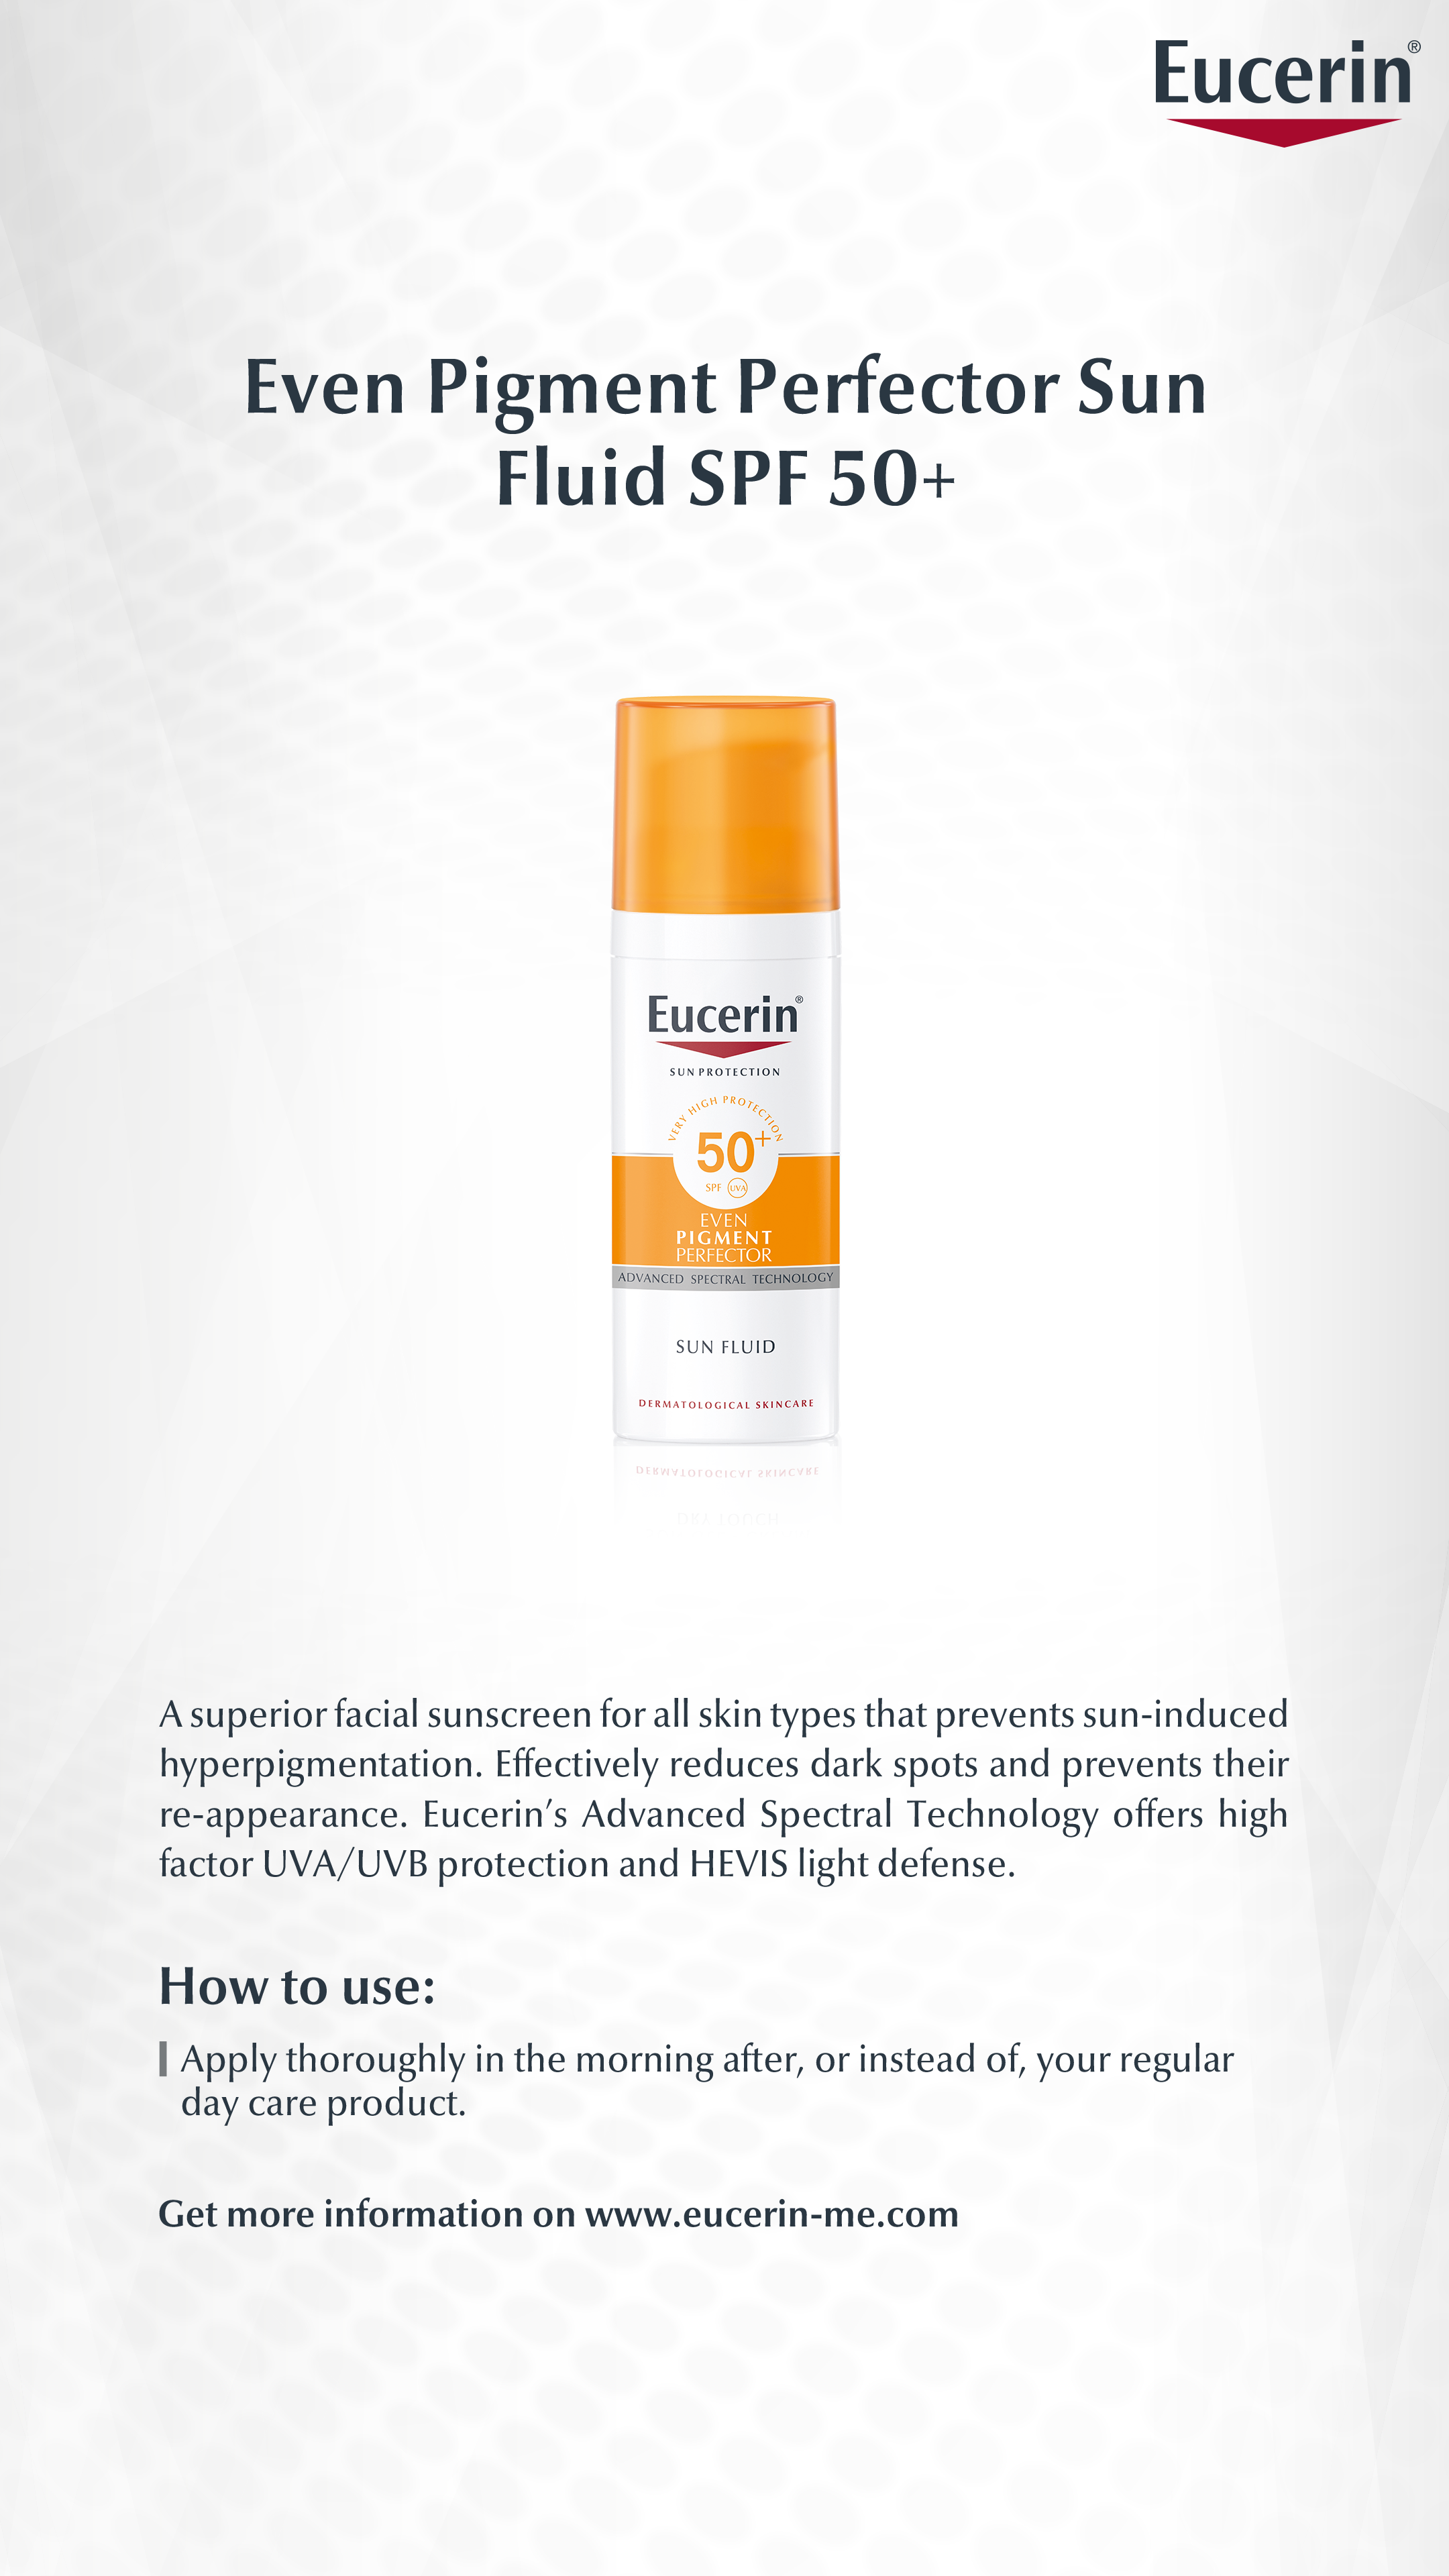 Eucerin®
Even Pigment Perfector Sun
Fluid SPF 50+
Eucerin®
SUN PROTECTION
VERY HIGH PROTECTION
50+
SPF UVA
EVEN
PIGMENT
PERFECTOR
ADVANCED SPECTRAL TECHNOLOGY
SUN FLUID
DERMATOLOGICAL SKINCARE
DERMATOLOGICAL SKINCARE
DRY TOUCH
A superior facial sunscreen for all skin types that prevents sun-induced
hyperpigmentation. Effectively reduces dark spots and prevents their
re-appearance. Eucerin’s Advanced Spectral Technology offers high
factor UVA/UVB protection and HEVIS light defense.
How to use:
Apply thoroughly in the morning after, or instead of, your regular
day care product.
Get more information on www.eucerin-me.com